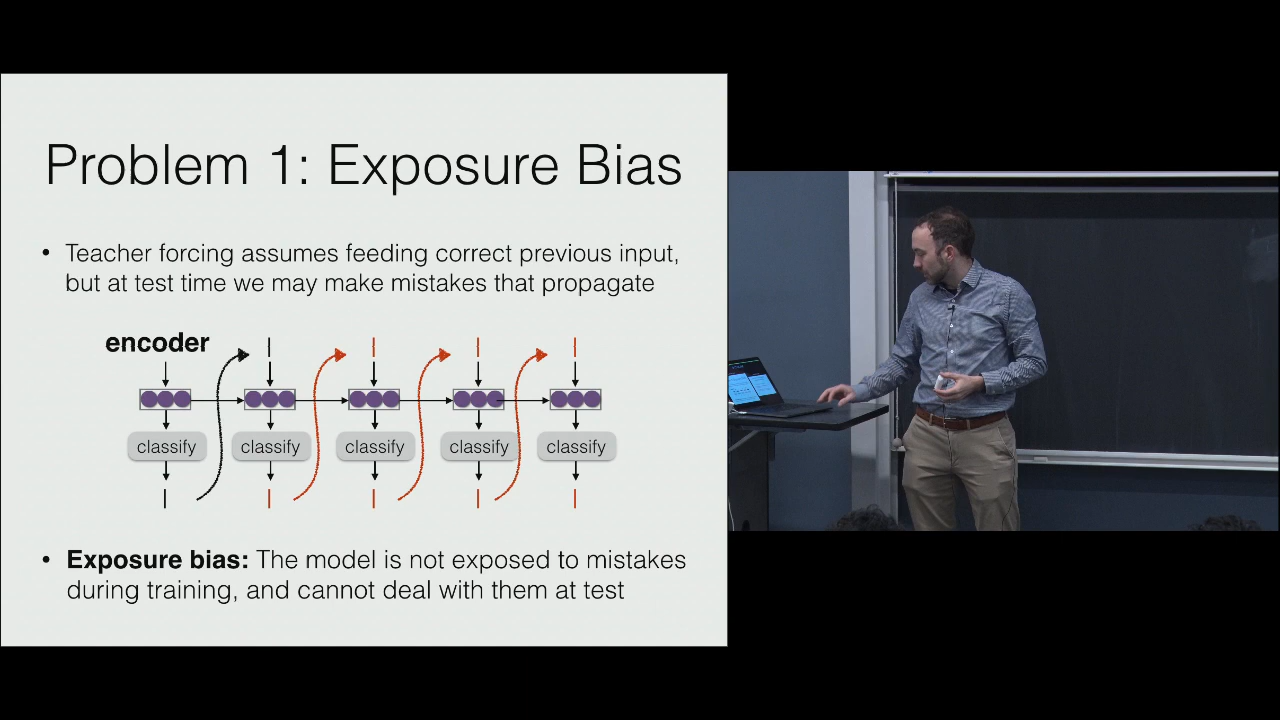 Problem 1: Exposure Bias
• Teacher forcing assumes feeding correct previous input,
but at test time we may make mistakes that propagate
encoder
I I I I
classify classify classify classify classify
I I I I I
• Exposure bias: The model is not exposed to mistakes
during training, and cannot deal with them at test